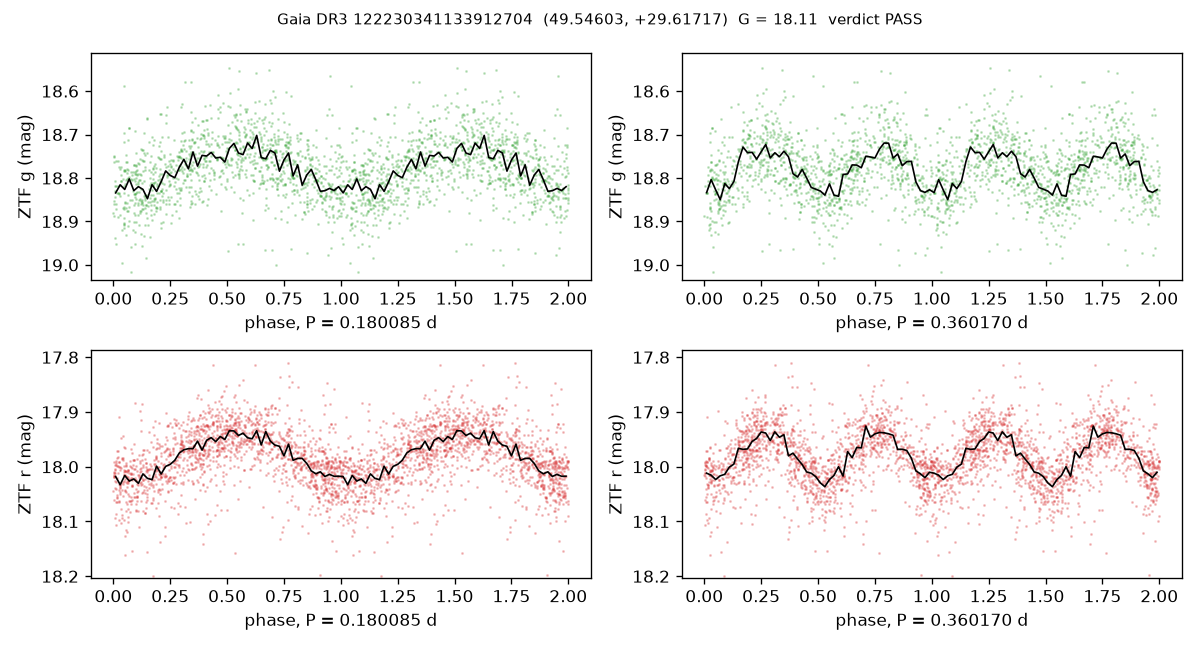 Gaia DR3 122230341133912704  (49.54603, +29.61717)  G = 18.11  verdict PASS
ZTF g (mag)
18.6
18.7
18.8
18.9
19.0
0.00 0.25 0.50 0.75 1.00 1.25 1.50 1.75 2.00
phase, P = 0.180085 d
ZTF g (mag)
18.6
18.7
18.8
18.9
19.0
0.00 0.25 0.50 0.75 1.00 1.25 1.50 1.75 2.00
phase, P = 0.360170 d
ZTF r (mag)
17.8
17.9
18.0
18.1
18.2
0.00 0.25 0.50 0.75 1.00 1.25 1.50 1.75 2.00
phase, P = 0.180085 d
ZTF r (mag)
17.8
17.9
18.0
18.1
18.2
0.00 0.25 0.50 0.75 1.00 1.25 1.50 1.75 2.00
phase, P = 0.360170 d